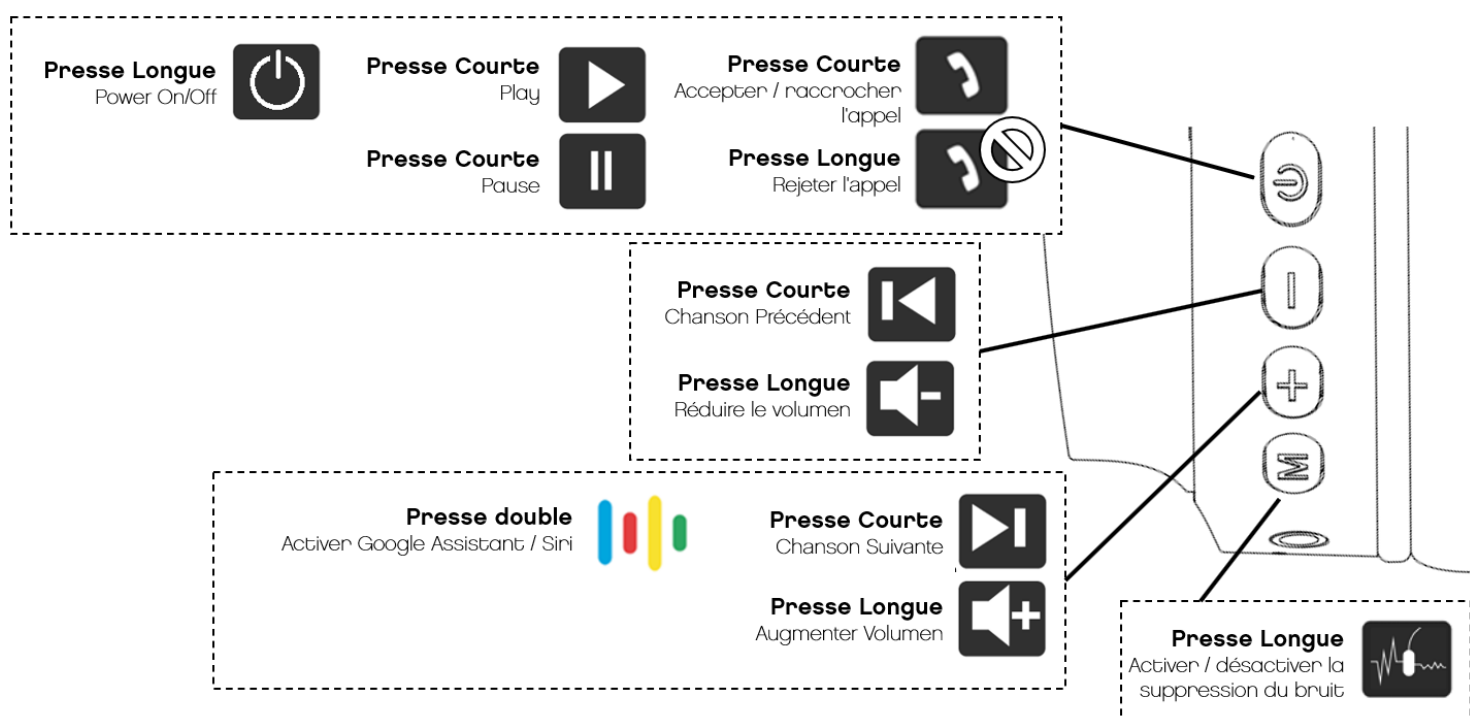 Presse Longue
Power On/Off
Presse Courte
Play
Presse Courte
Pause
Presse Courte
Accepter / raccrocher
l'appel
Presse Longue
Rejeter l'appel
Presse Courte
Chanson Précédent
Presse Longue
Réduire le volumen
Presse double
Activer Google Assistant / Siri
Presse Courte
Chanson Suivante
Presse Longue
Augmenter Volumen
Presse Longue
Activer / désactiver la
suppression du bruit
M